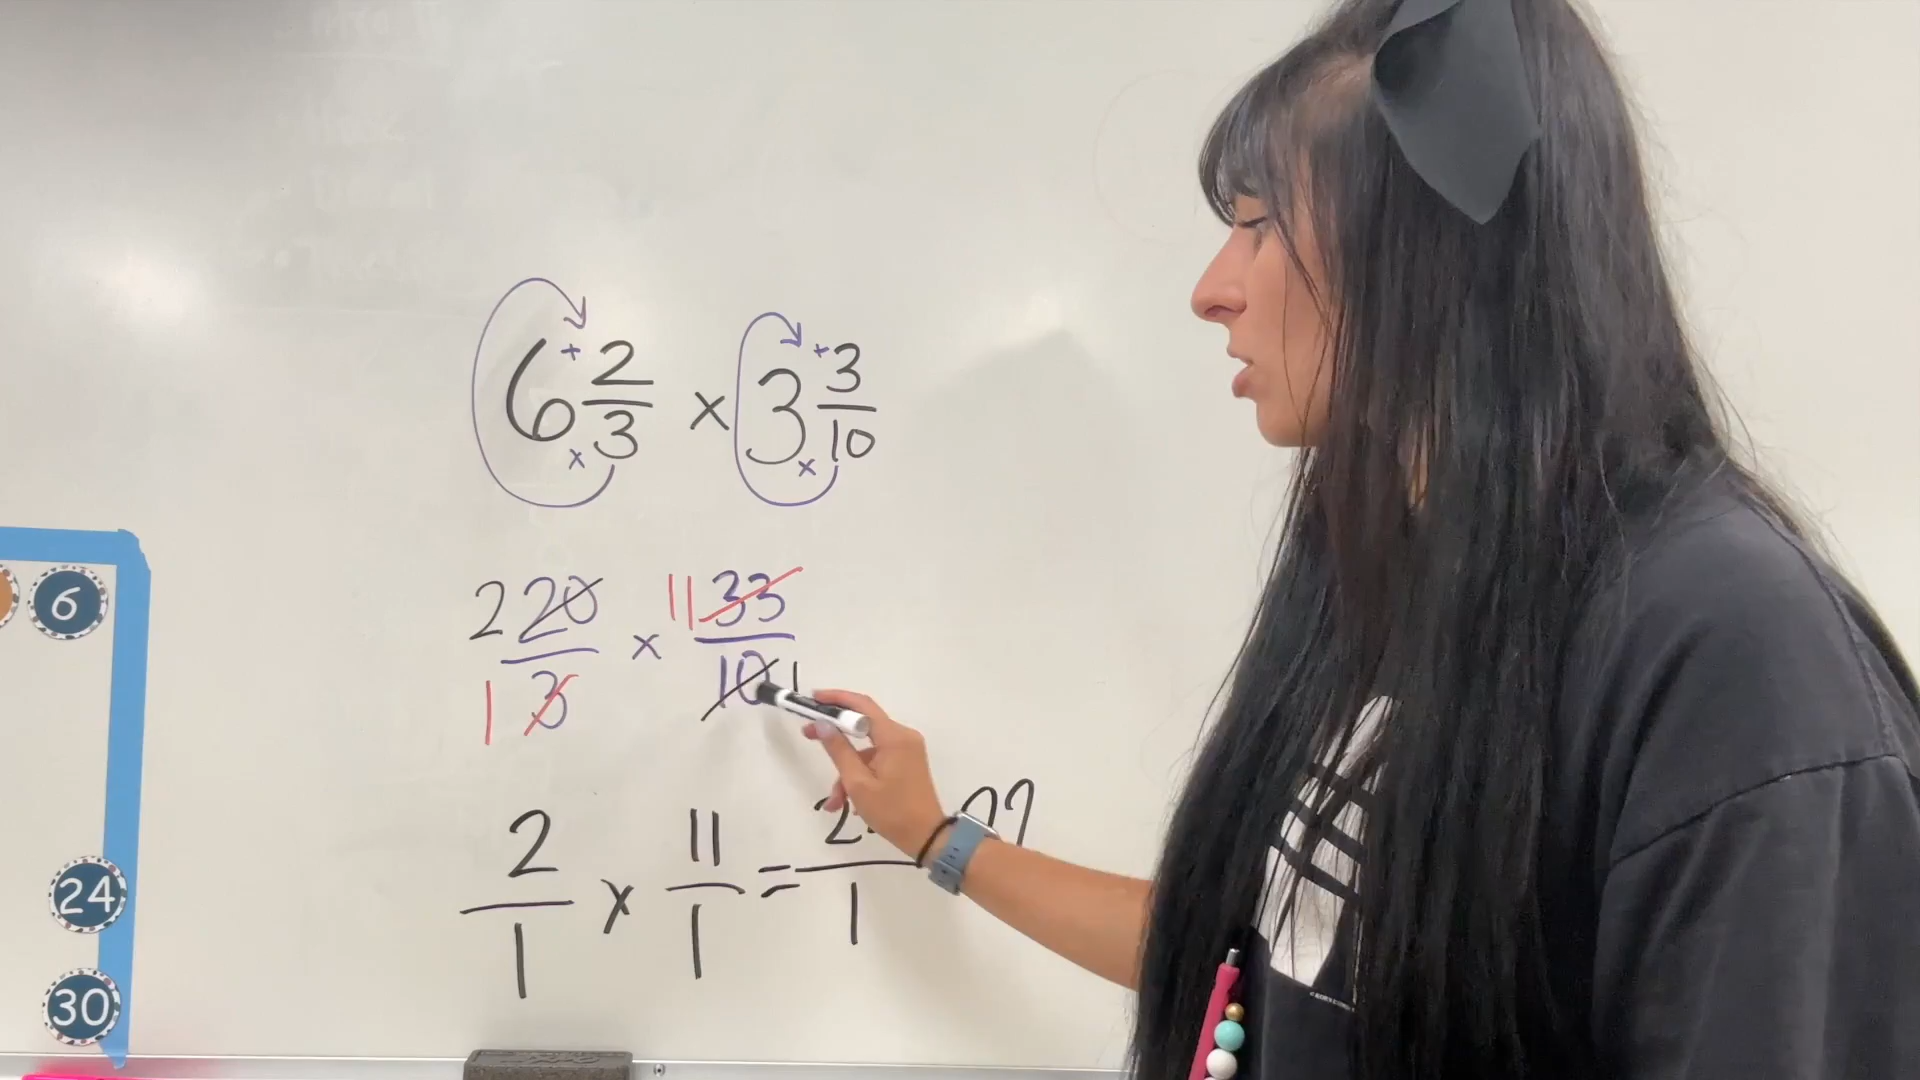 6 + 2/3 x × 3 + 3/10 x
6
2 20/3 1 × 11 33/10 1
24
2/1 × 11/1 = 2 /1 22
30